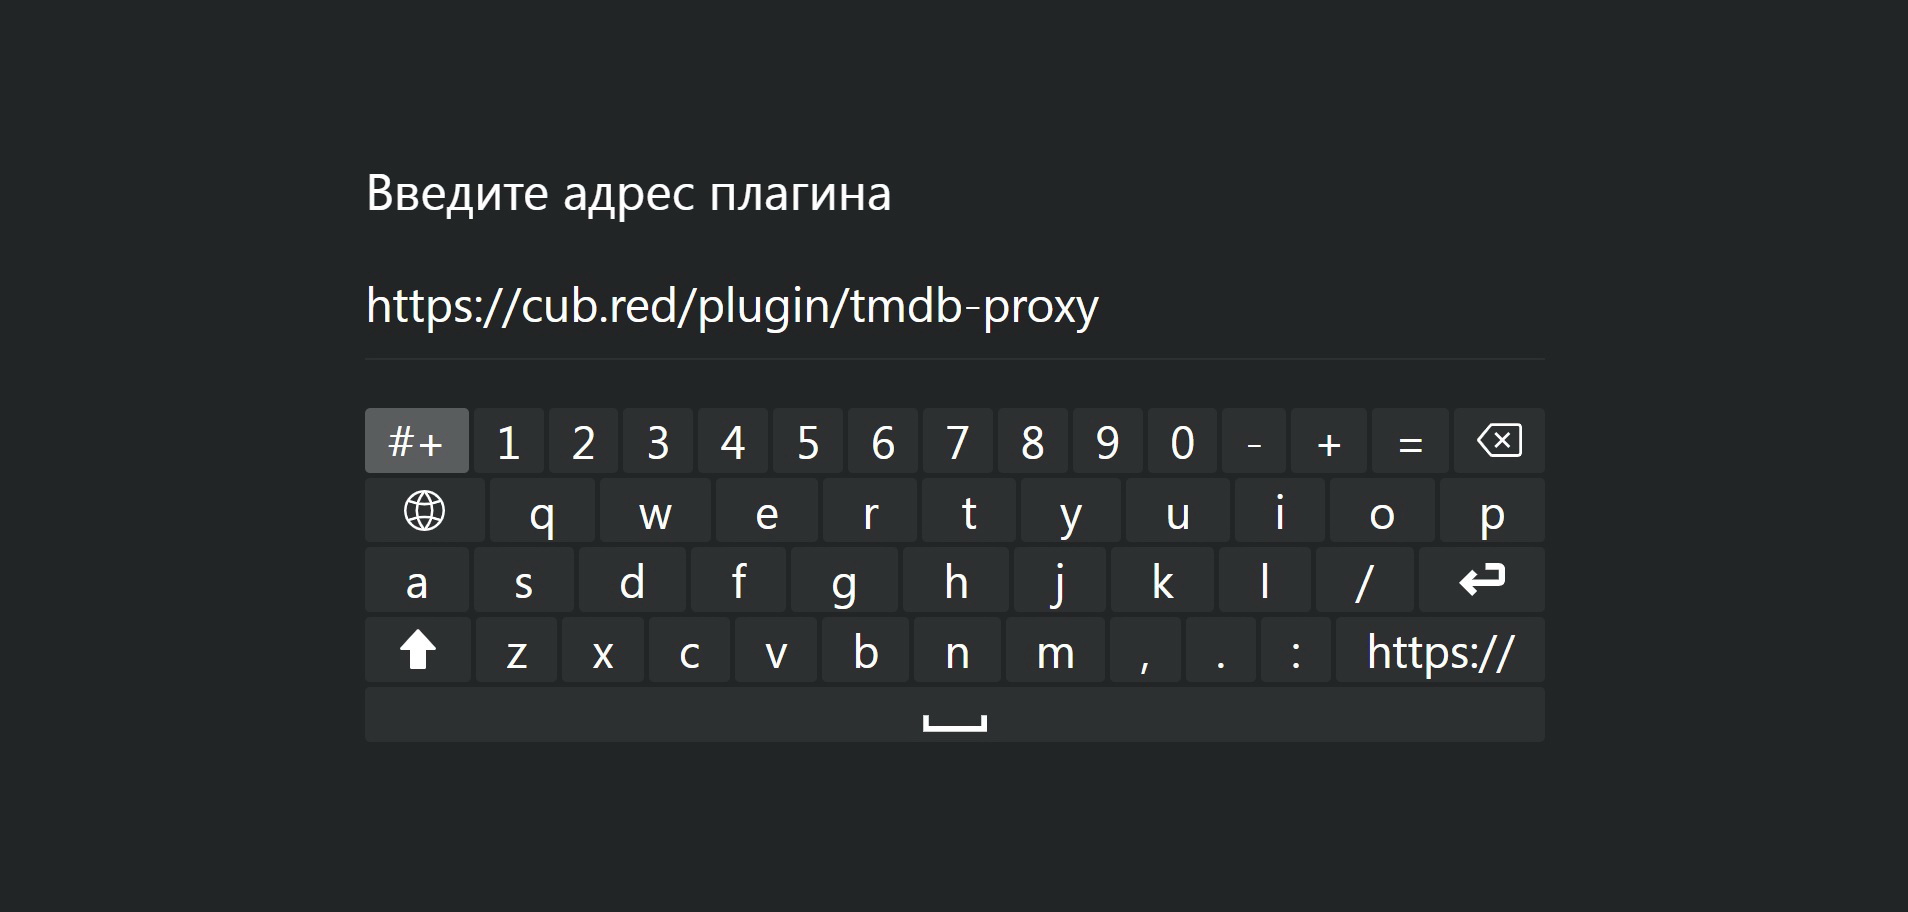 Введите адрес плагина
https://cub.red/plugin/tmdb-proxy
#+ 1 2 3 4 5 6 7 8 9 0 - + =
q w e r t y u i o p
a s d f g h j k l /
z x c v b n m , . : https://